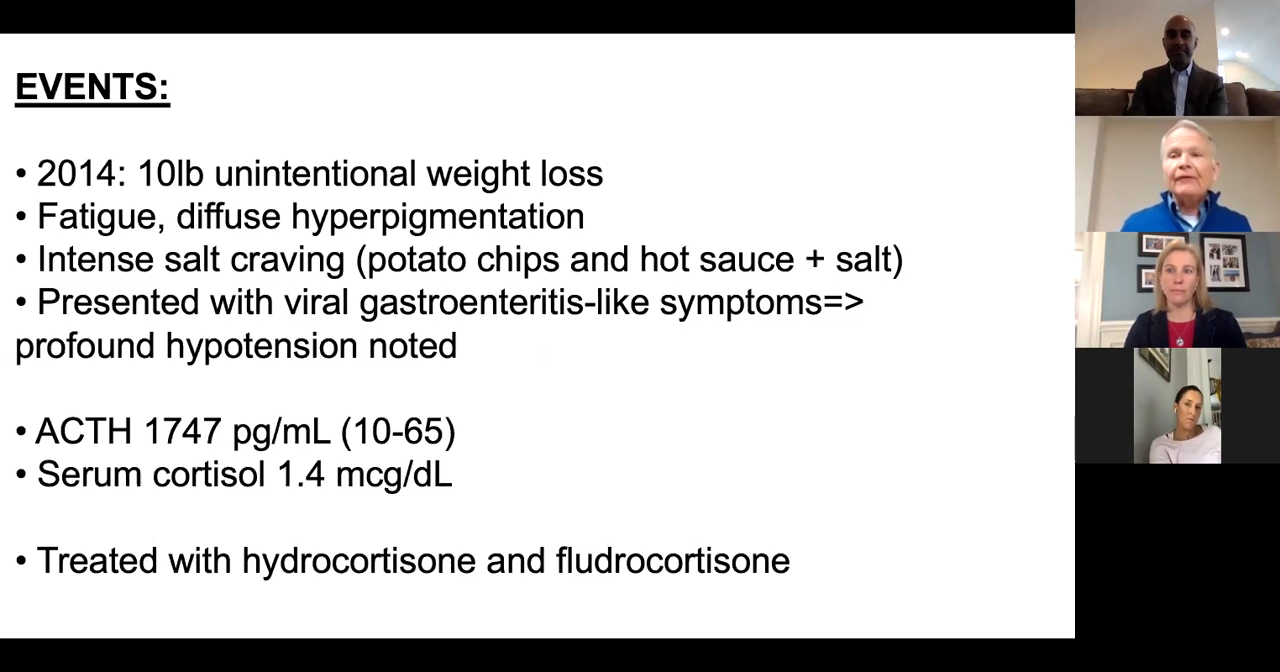 EVENTS:
• 2014: 10lb unintentional weight loss
• Fatigue, diffuse hyperpigmentation
• Intense salt craving (potato chips and hot sauce + salt)
• Presented with viral gastroenteritis-like symptoms=>
profound hypotension noted
• ACTH 1747 pg/mL (10-65)
• Serum cortisol 1.4 mcg/dL
• Treated with hydrocortisone and fludrocortisone